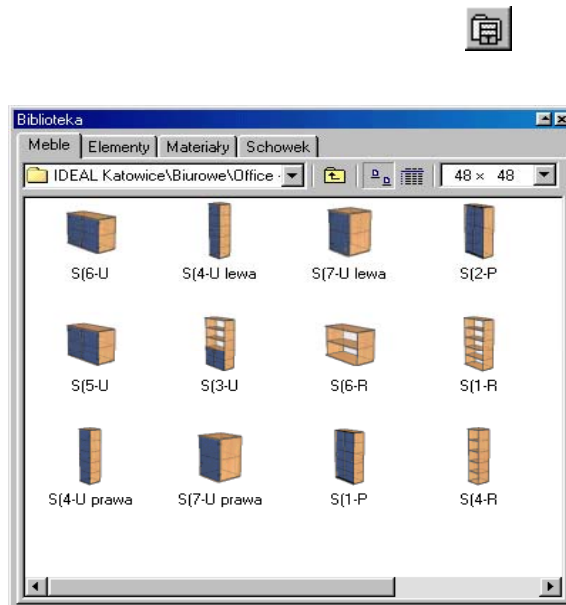 Biblioteka
Meble Elementy Materiały Schowek
IDEAL Katowice\Biurowe\Office - 48 × 48
S(6-U S(4-U lewa S(7-U lewa S(2-P
S(5-U S(3-U S(6-R S(1-R
S(4-U prawa S(7-U prawa S(1-P S(4-R